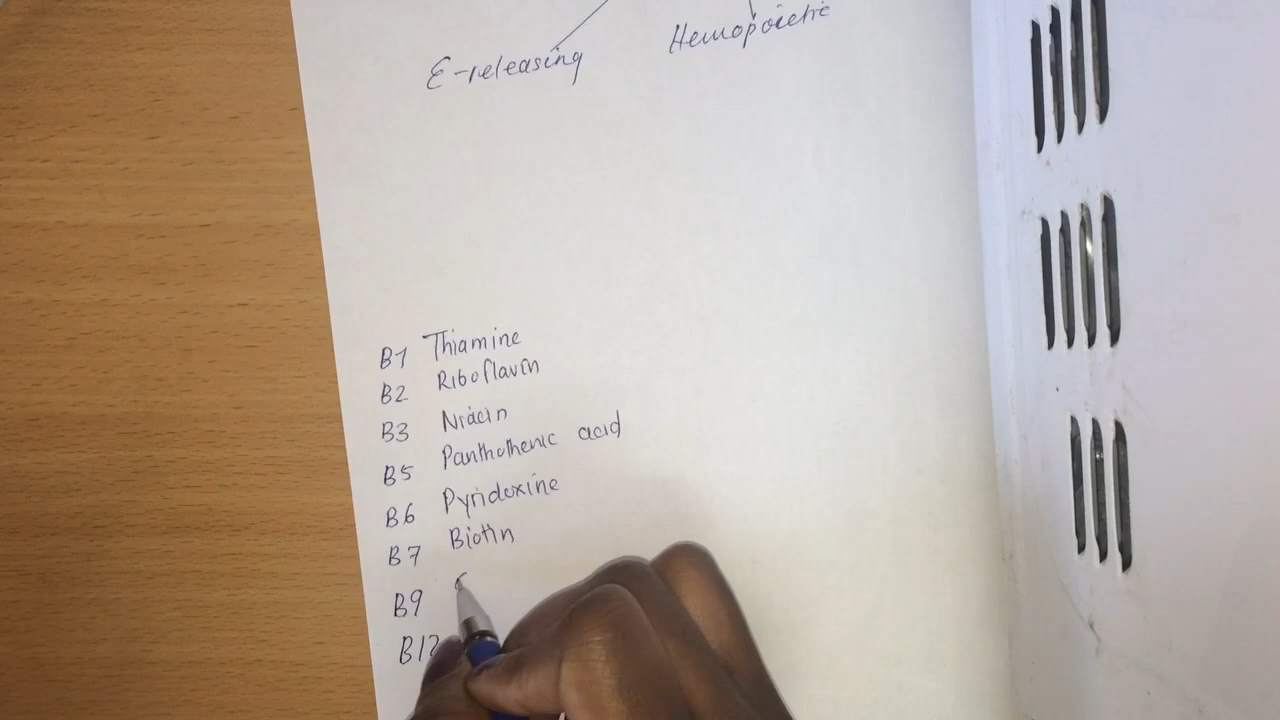 E-releasing
Hemopoietic
B1 Thiamine
B2 Riboflavin
B3 Niacin
B5 Panthothenic acid
B6 Pyridoxine
B7 Biotin
B9
B12